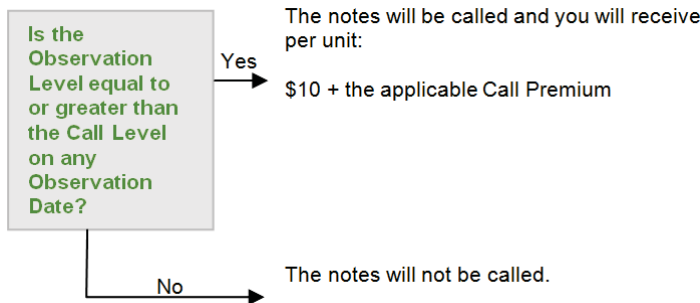 Is the
Observation
Level equal to
or greater than
the Call Level
on any
Observation
Date?
Yes
The notes will be called and you will receive
per unit:
$10 + the applicable Call Premium
No
The notes will not be called.